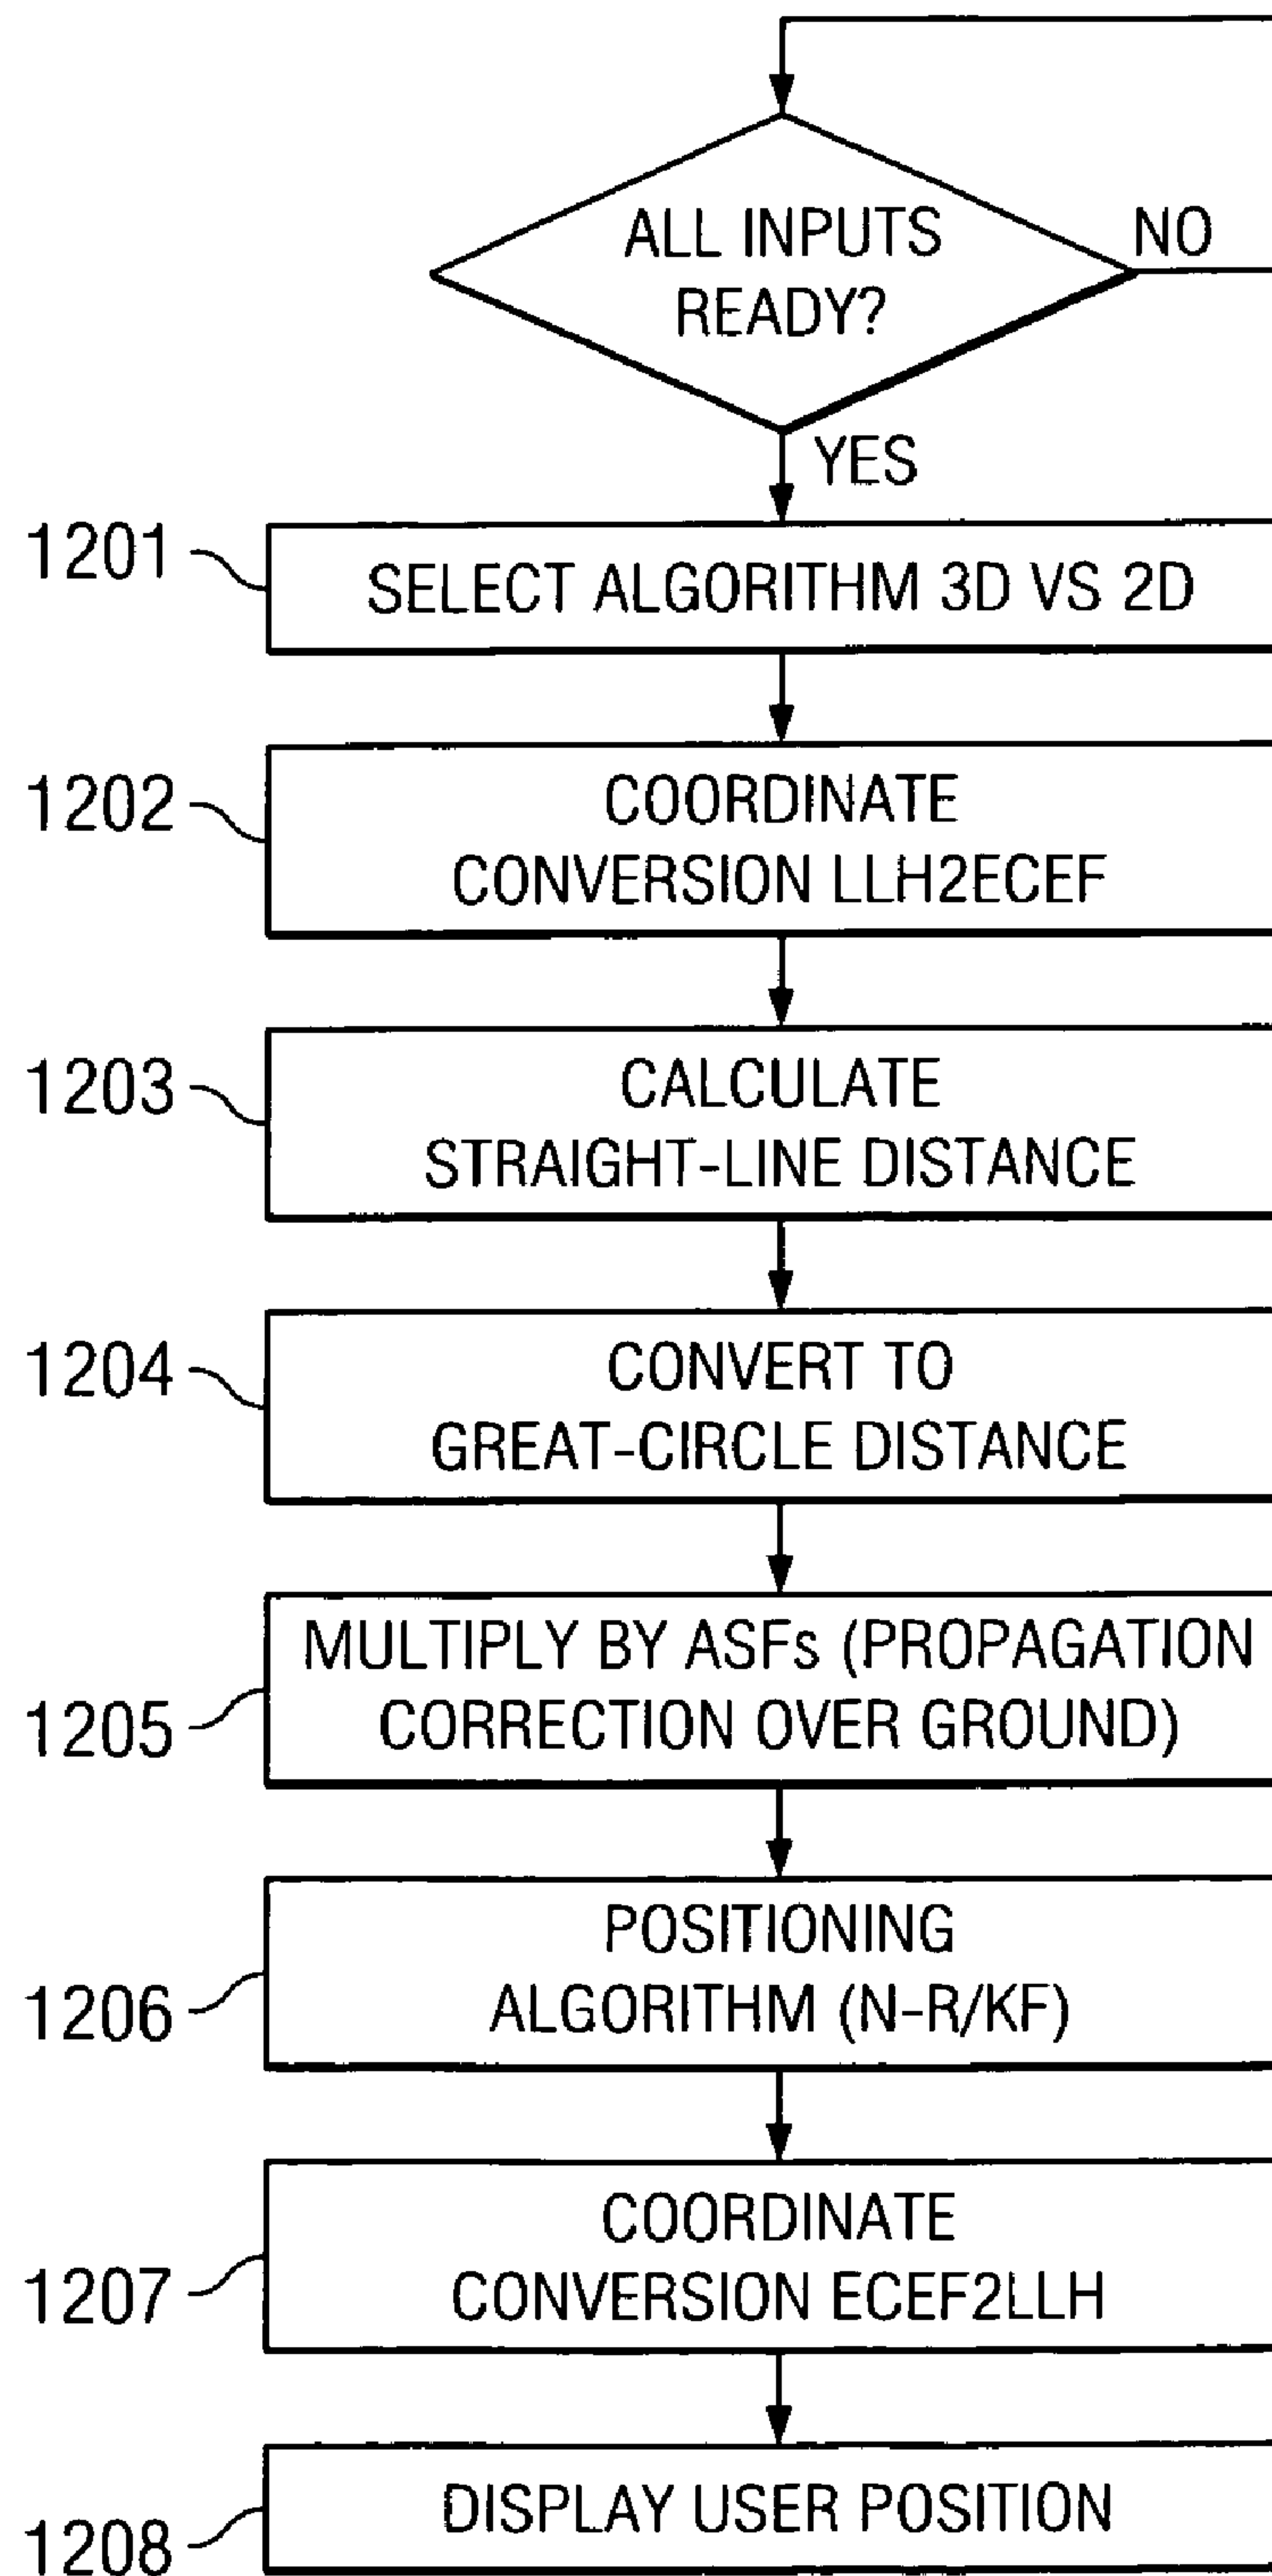 ALL INPUTS
READY?
NO
YES
1201
SELECT ALGORITHM 3D VS 2D
1202
COORDINATE
CONVERSION LLH2ECEF
1203
CALCULATE
STRAIGHT-LINE DISTANCE
1204
CONVERT TO
GREAT-CIRCLE DISTANCE
1205
MULTIPLY BY ASFs (PROPAGATION
CORRECTION OVER GROUND)
1206
POSITIONING
ALGORITHM (N-R/KF)
1207
COORDINATE
CONVERSION ECEF2LLH
1208
DISPLAY USER POSITION